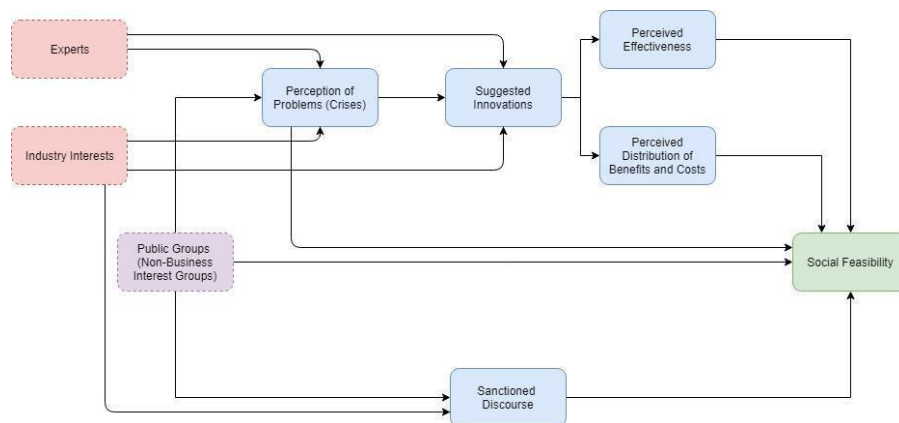 Experts
Perception of
Problems (Crises)
Suggested
Innovations
Perceived
Effectiveness
Industry Interests
Perceived
Distribution of
Benefits and Costs
Public Groups
(Non-Business
Interest Groups)
Social Feasibility
Sanctioned
Discourse